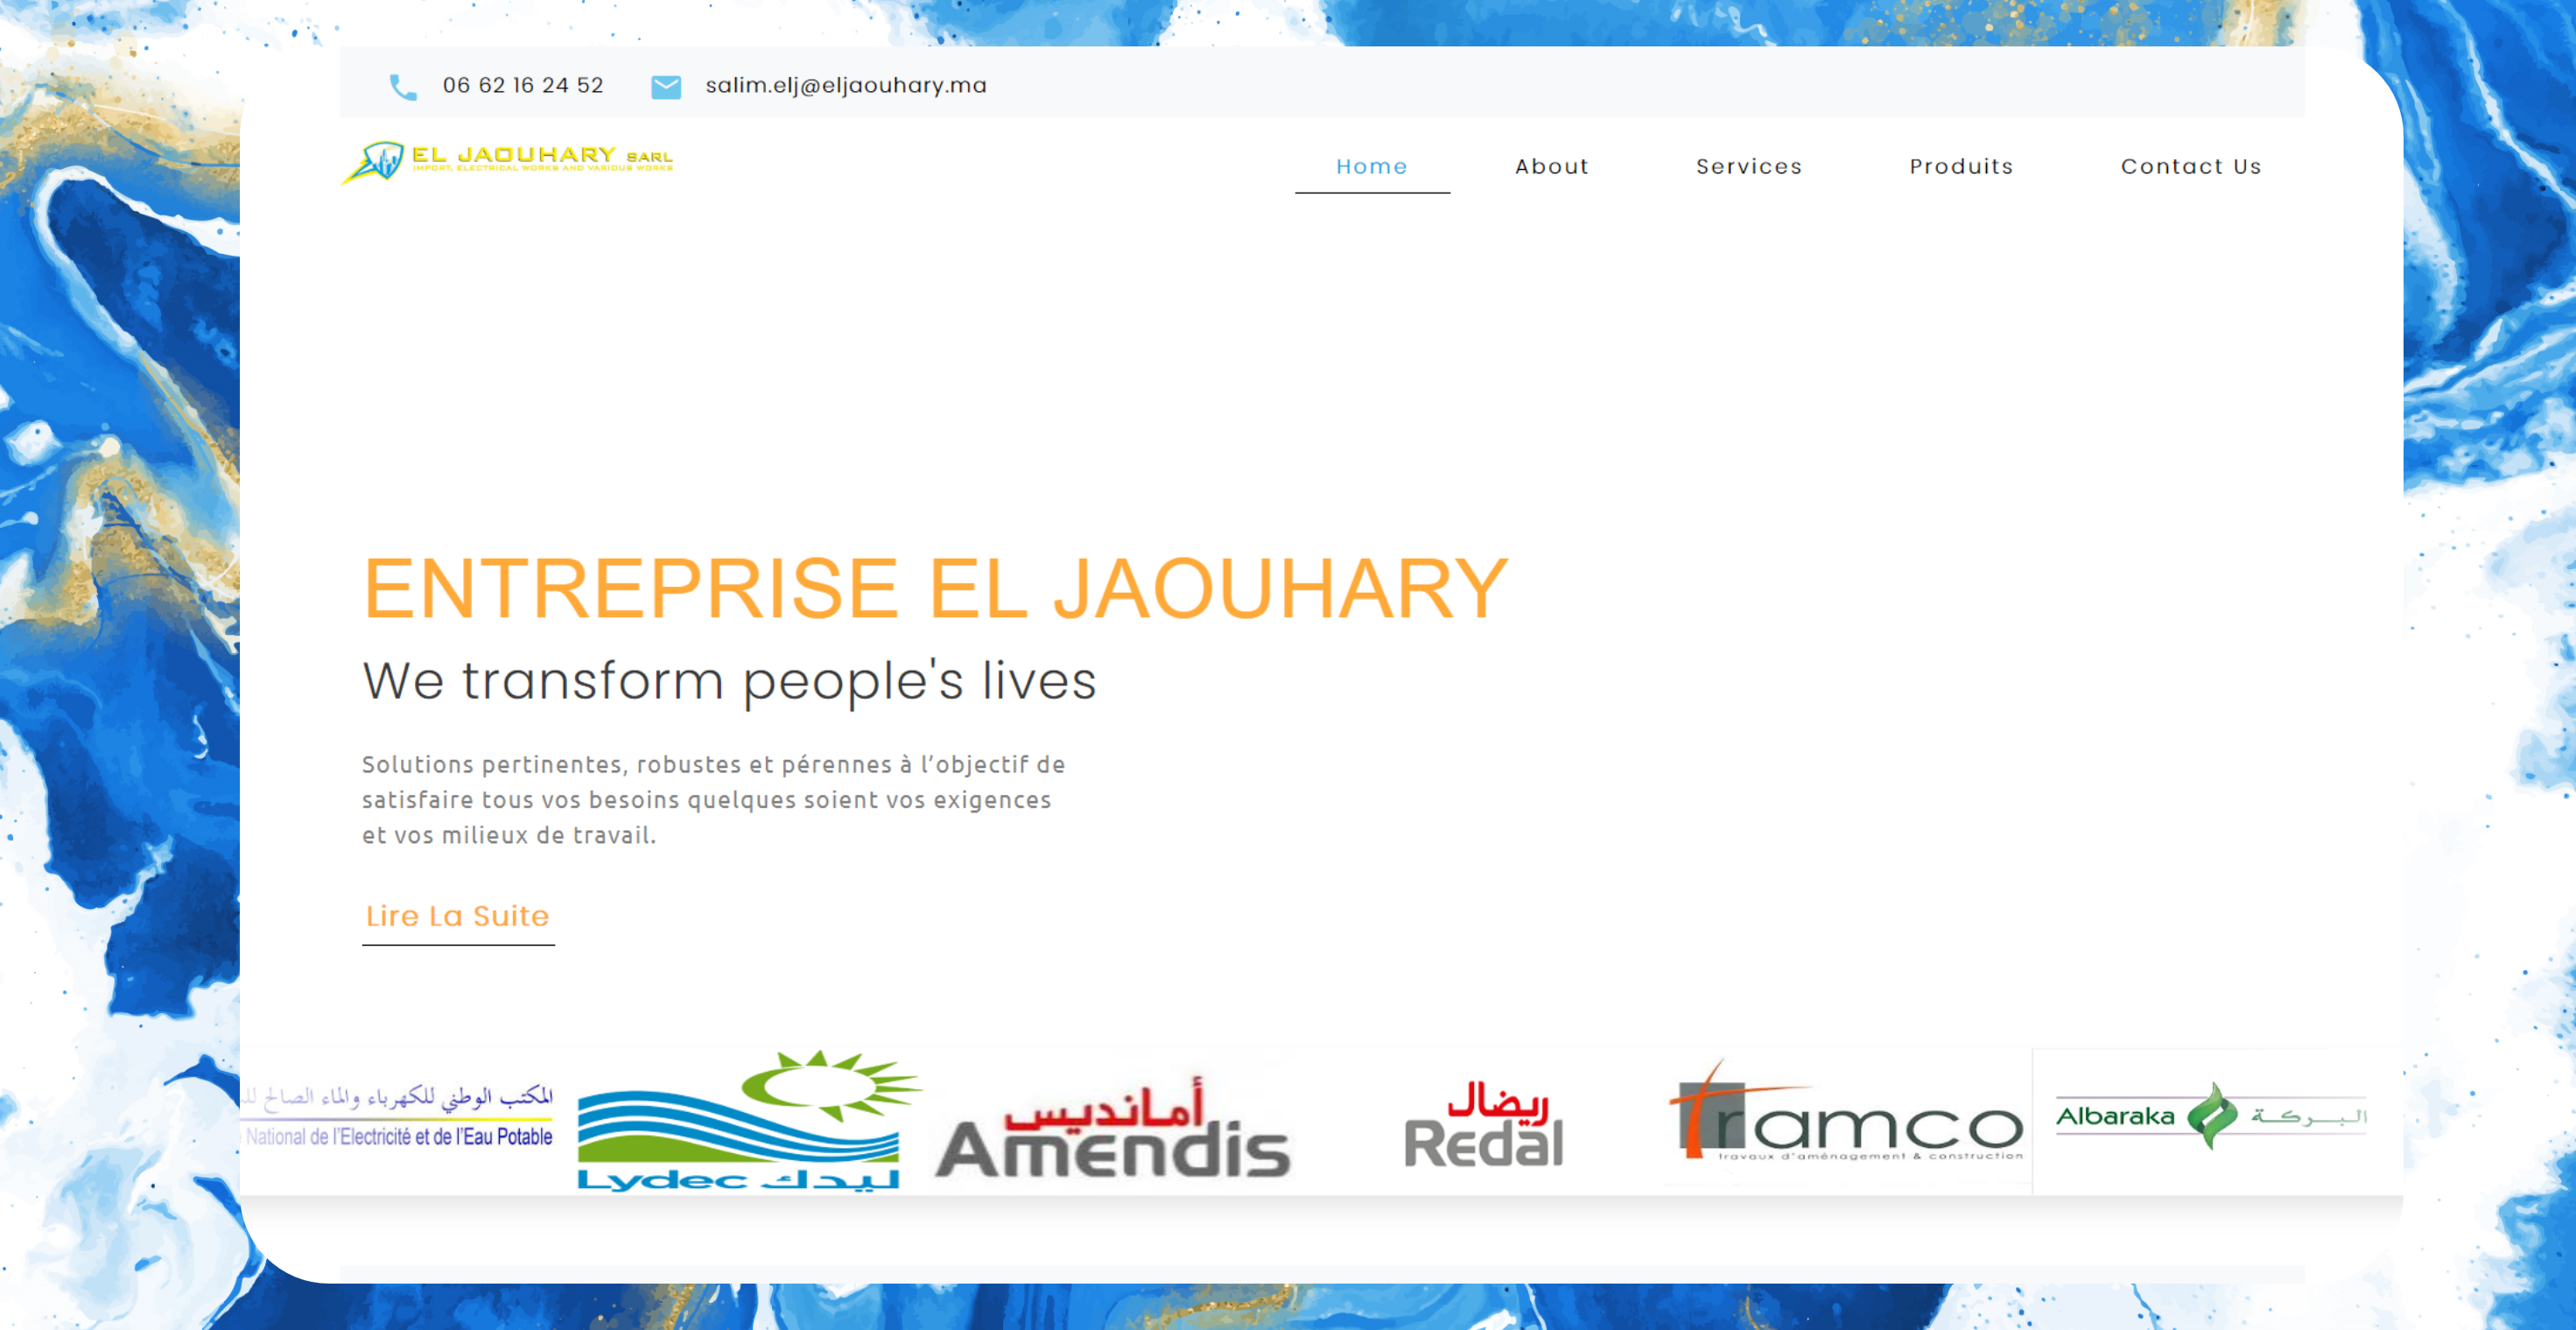 06 62 16 24 52
salim.elj@eljaouhary.ma
EL JAOUHARY SARL
IMPORT, ELECTRICAL WORKS AND VARIOUS WORKS
Home
About
Services
Produits
Contact Us
ENTREPRISE EL JAOUHARY
We transform people's lives
Solutions pertinentes, robustes et pérennes à l’objectif de
satisfaire tous vos besoins quelques soient vos exigences
et vos milieux de travail.
Lire La Suite
المكتب الوطني للكهرباء والماء الصالح
National de l'Electricité et de l'Eau Potable
Lydec ليدك
أمانديس
Amendis
ريضال
Redal
Tramco
travaux d'aménagement & construction
Albaraka البركة